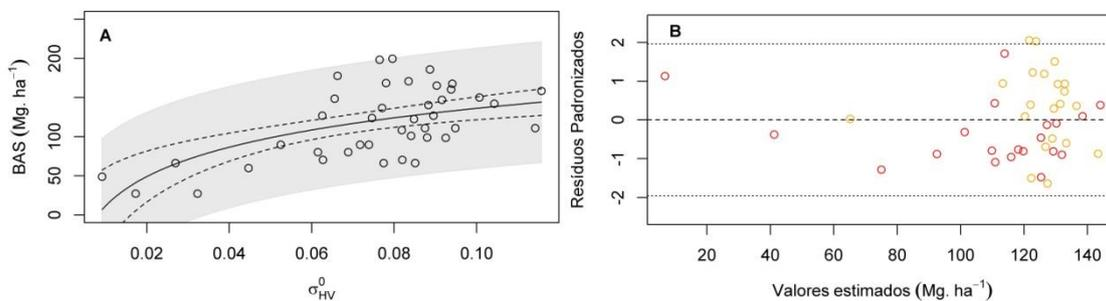 A
BAS (Mg. ha⁻¹)
200
150
100
50
0
0.02 0.04 0.06 0.08 0.10
σ⁰HV
B
Resíduos Padronizados
2
1
0
-1
-2
20 40 60 80 100 120 140
Valores estimados (Mg. ha⁻¹)